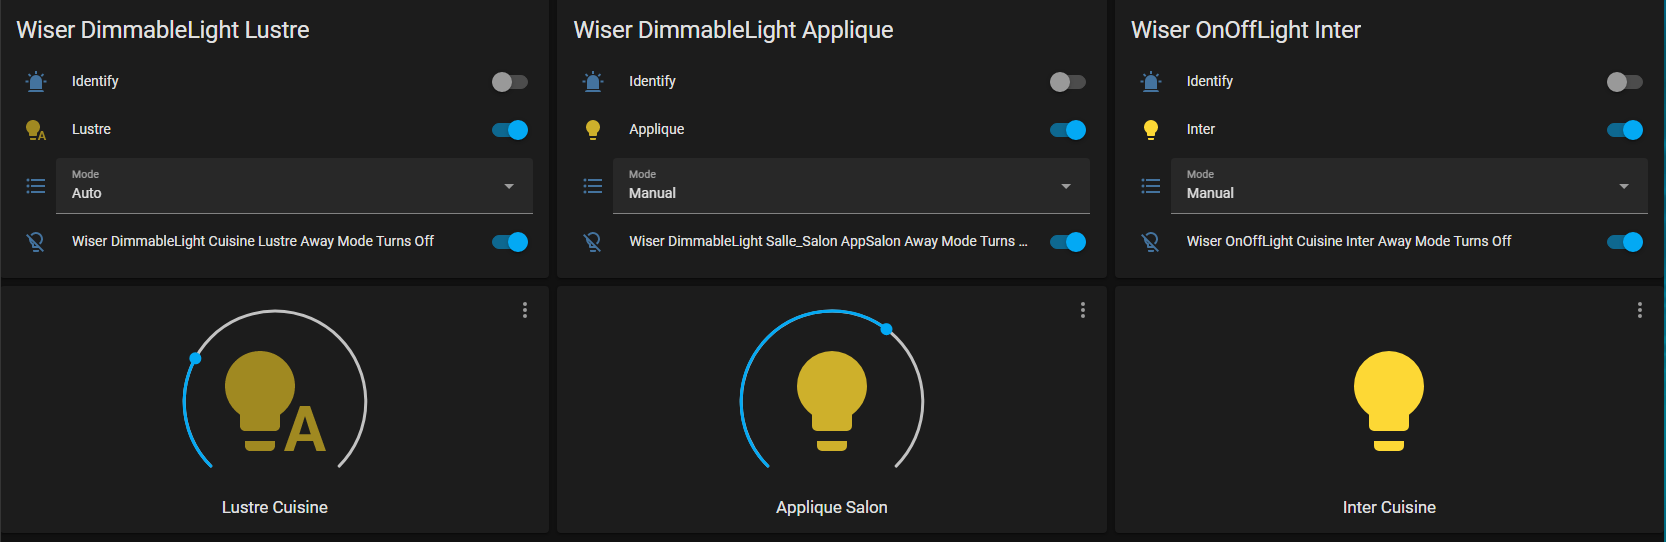 Wiser DimmableLight Lustre
Identify
Lustre
Mode
Auto
Wiser DimmableLight Cuisine Lustre Away Mode Turns Off
Wiser DimmableLight Applique
Identify
Applique
Mode
Manual
Wiser DimmableLight Salle_Salon AppSalon Away Mode Turns ...
Wiser OnOffLight Inter
Identify
Inter
Mode
Manual
Wiser OnOffLight Cuisine Inter Away Mode Turns Off
A
Lustre Cuisine
Applique Salon
Inter Cuisine